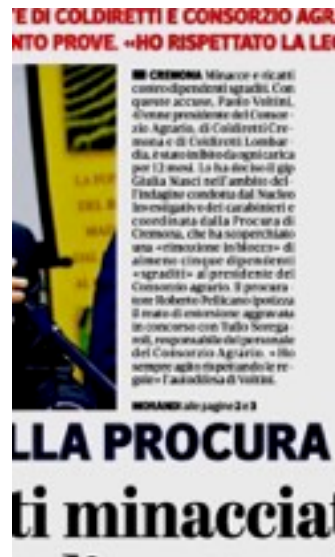 'E DI COLDIRETTI E CONSORZIO AGR
NTO PROVE. «HO RISPETTATO LA LEG
CREMONA Minacce e ricatti
contro dipendenti sgraditi. Con
queste accuse, Paolo Voltini,
presidente del Consor-
zio Agrario, di Coldiretti Cre-
mona e di Coldiretti Lombar-
dia, è stato inibito da ogni carica
per 12 mesi. Lo ha deciso il gip
Giulia Masci nell'ambito del-
l'indagine condotta dal Nucleo
Investigativo dei carabinieri e
coordinata dalla Procura di
Cremona, che ha scoperchiato
una «rimozione in blocco» di
almeno cinque dipendenti
«sgraditi» al presidente del
Consorzio agrario. Il procura-
tore Roberto Pellicano ipotizza
il reato di estorsione aggravata
in concorso con Tullo Sorega-
roli, responsabile del personale
del Consorzio Agrario. «Ho
sempre agito rispettando le re-
gole» l'autodifesa di Voltini.
MORANDI alle pagine 2 e 3
LLA PROCURA
ti minacciat